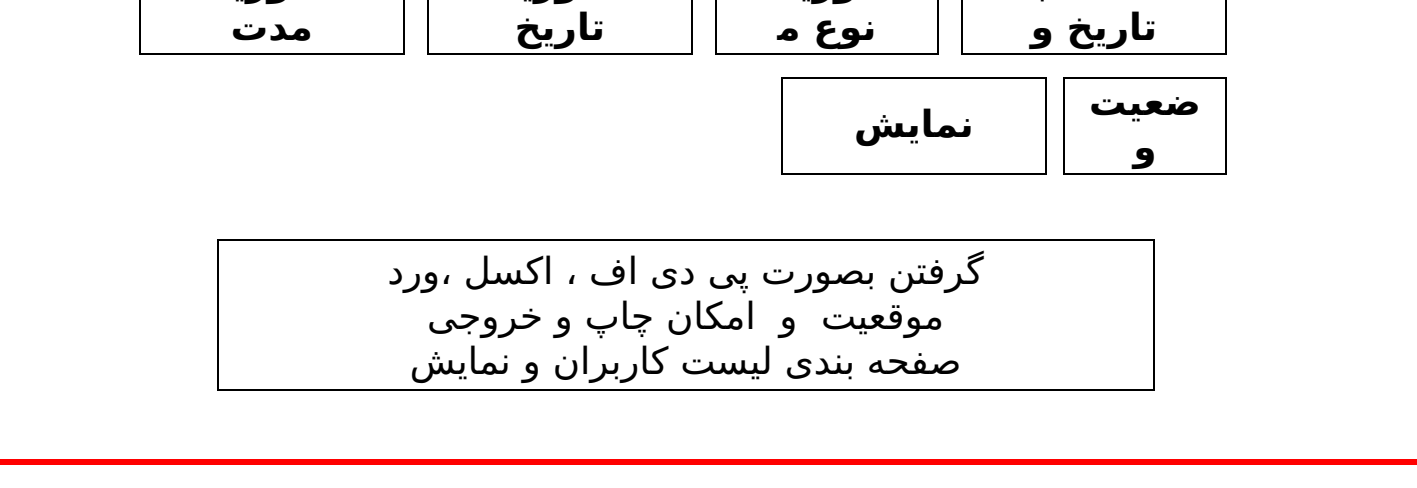 تاریخ و
نوع م
تاریخ
مدت
ضعیت
و
نمایش
گرفتن بصورت پی دی اف ، اکسل ،ورد
موقعیت و امکان چاپ و خروجی
صفحه بندی لیست کاربران و نمایش